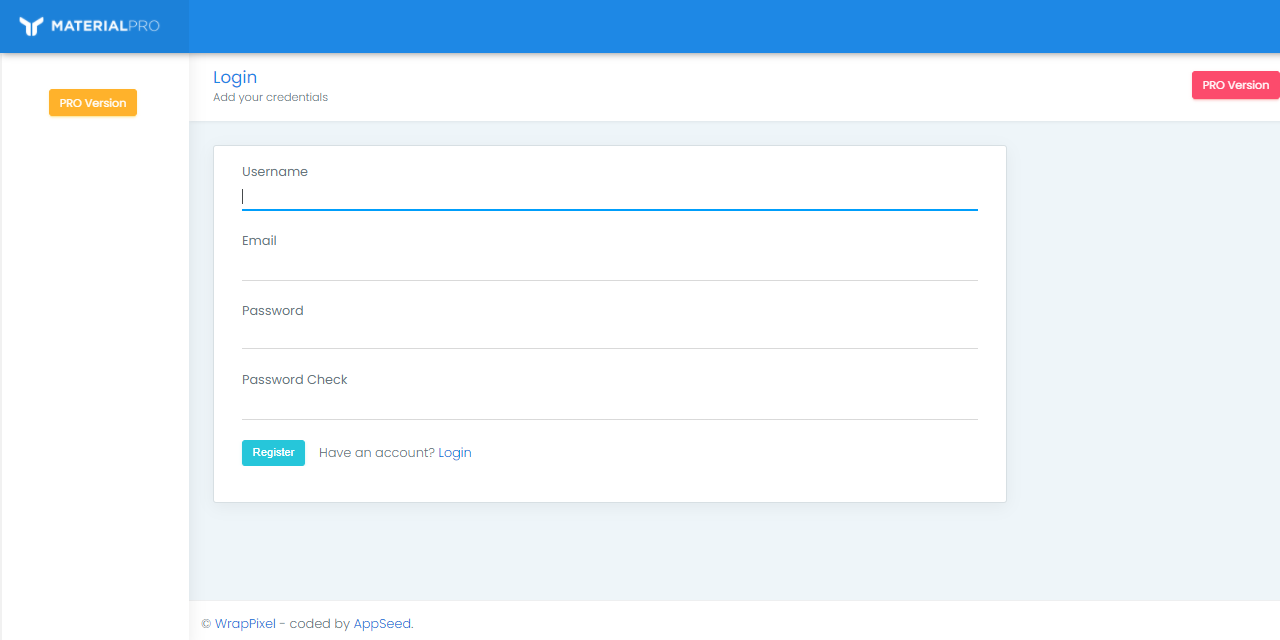 MATERIALPRO
PRO Version
Login
Add your credentials
PRO Version
Username
Email
Password
Password Check
Register Have an account? Login
© WrapPixel - coded by AppSeed.